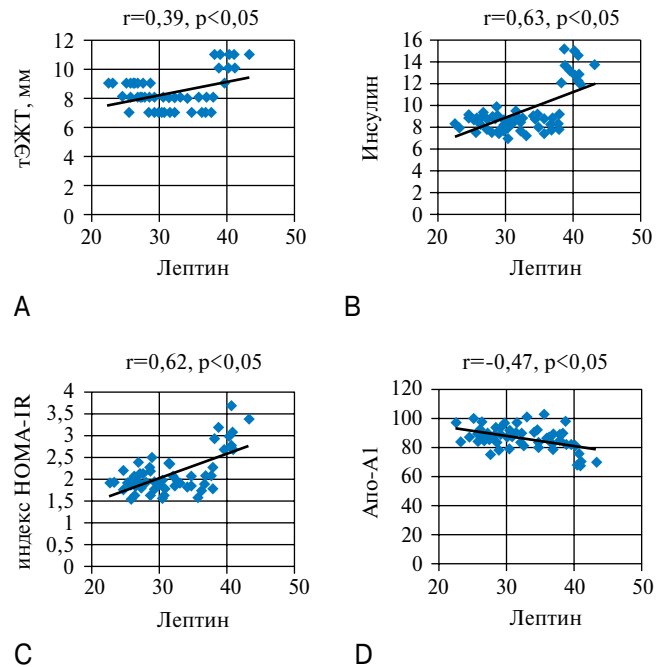 r=0,39, p<0,05
12
10
8
6
4
2
0
20 30 40 50
тЭЖТ, мм
Лептин
A
r=0,63, p<0,05
16
14
12
10
8
6
4
2
0
20 30 40 50
Инсулин
Лептин
B
r=0,62, p<0,05
4
3,5
3
2,5
2
1,5
1
0,5
0
10 20 30 40 50
индекс HOMA-IR
Лептин
C
r=-0,47, p<0,05
120
100
80
60
40
20
0
20 30 40 50
Апо-А1
Лептин
D